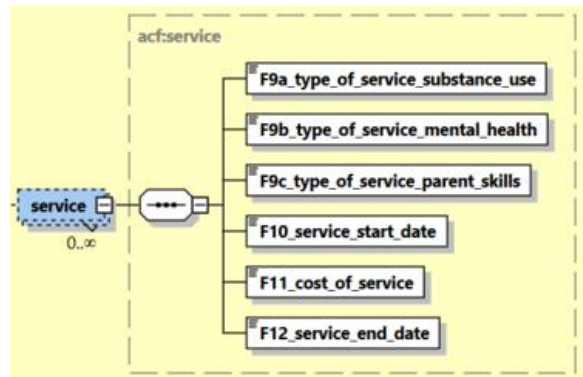 acf:service
F9a_type_of_service_substance_use
F9b_type_of_service_mental_health
F9c_type_of_service_parent_skills
service
0..∞
F10_service_start_date
F11_cost_of_service
F12_service_end_date